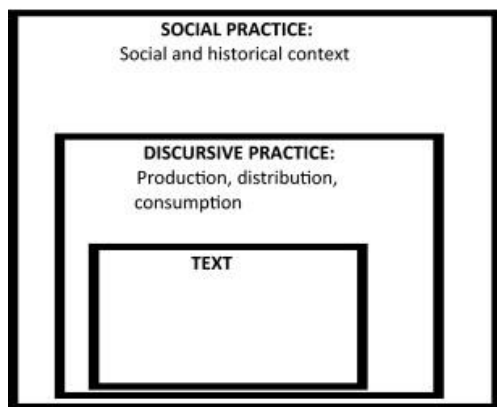 SOCIAL PRACTICE:
Social and historical context
DISCURSIVE PRACTICE:
Production, distribution,
consumption
TEXT